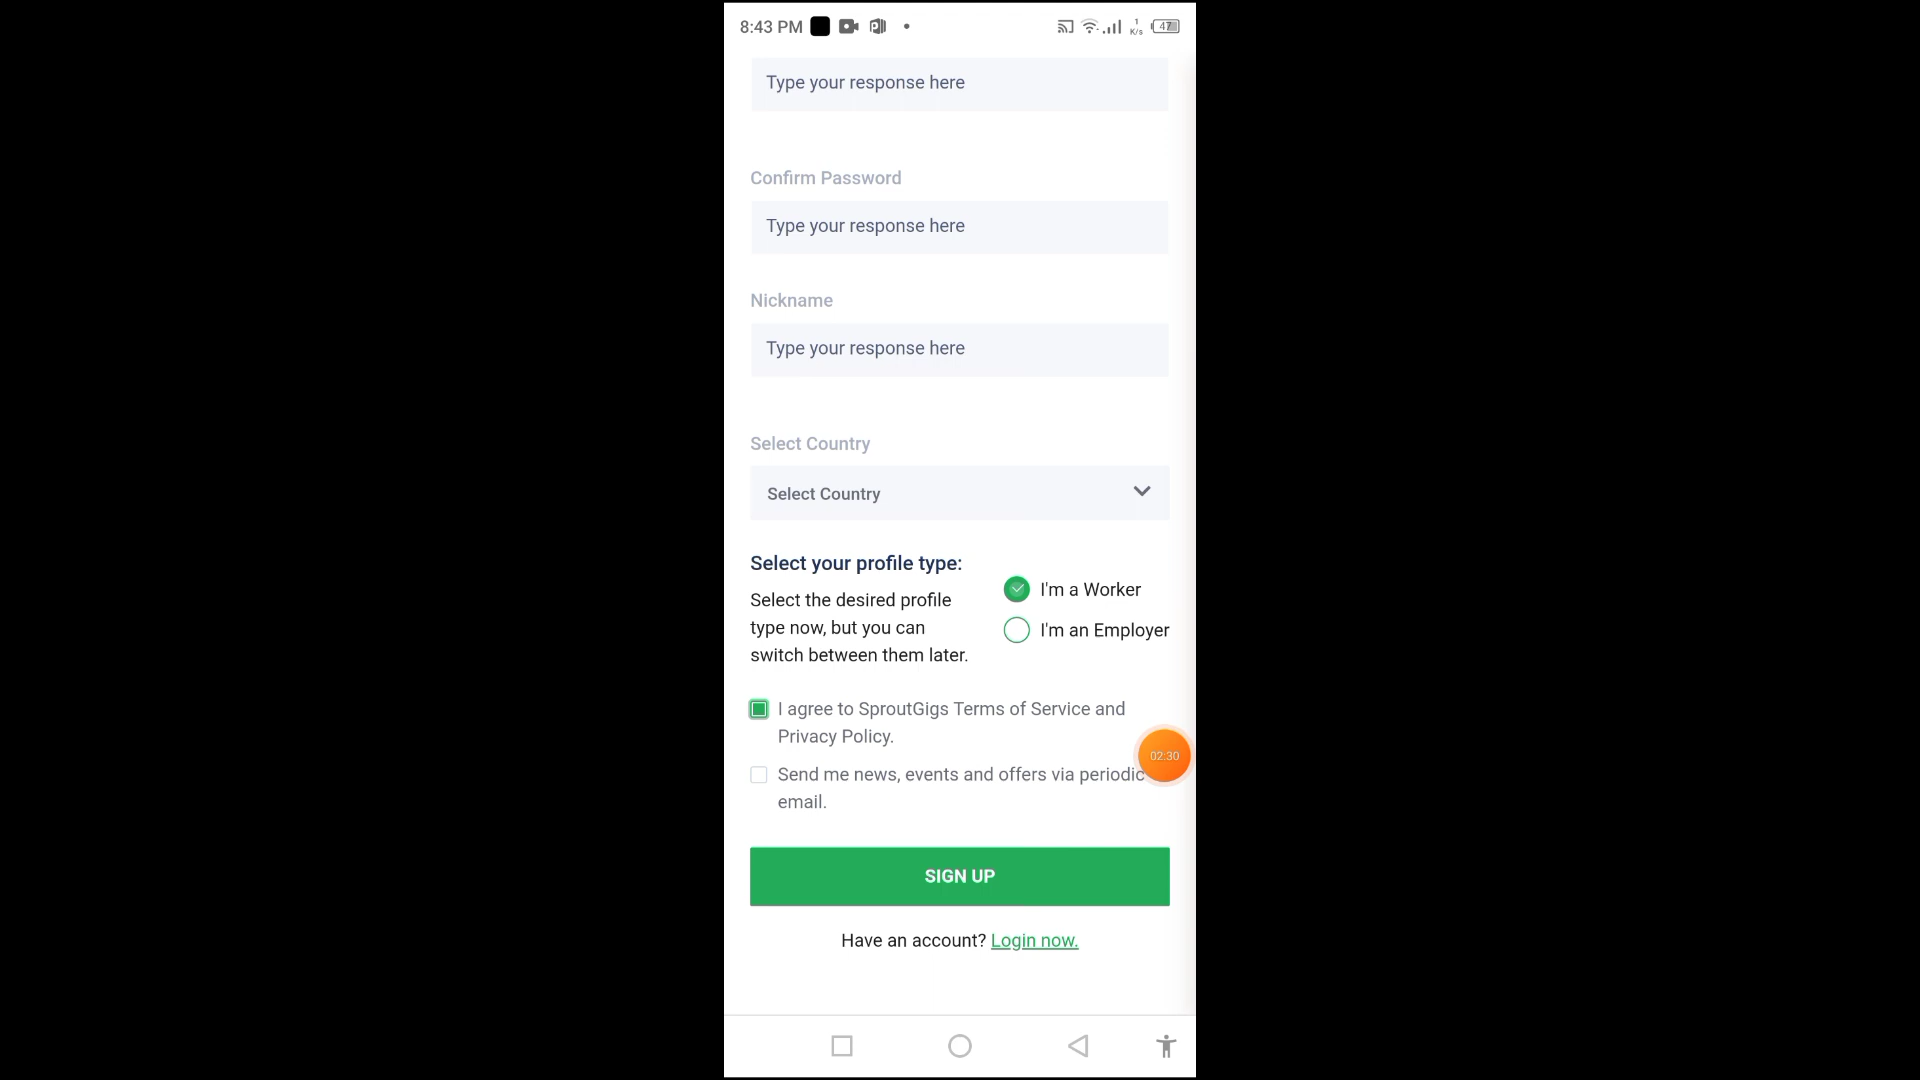 8:43 PM
1
K/s
47
Type your response here
Confirm Password
Type your response here
Nickname
Type your response here
Select Country
Select Country
Select your profile type:
Select the desired profile
type now, but you can
switch between them later.
I'm a Worker
I'm an Employer
I agree to SproutGigs Terms of Service and
Privacy Policy.
02:30
Send me news, events and offers via periodic
email.
SIGN UP
Have an account? Login now.